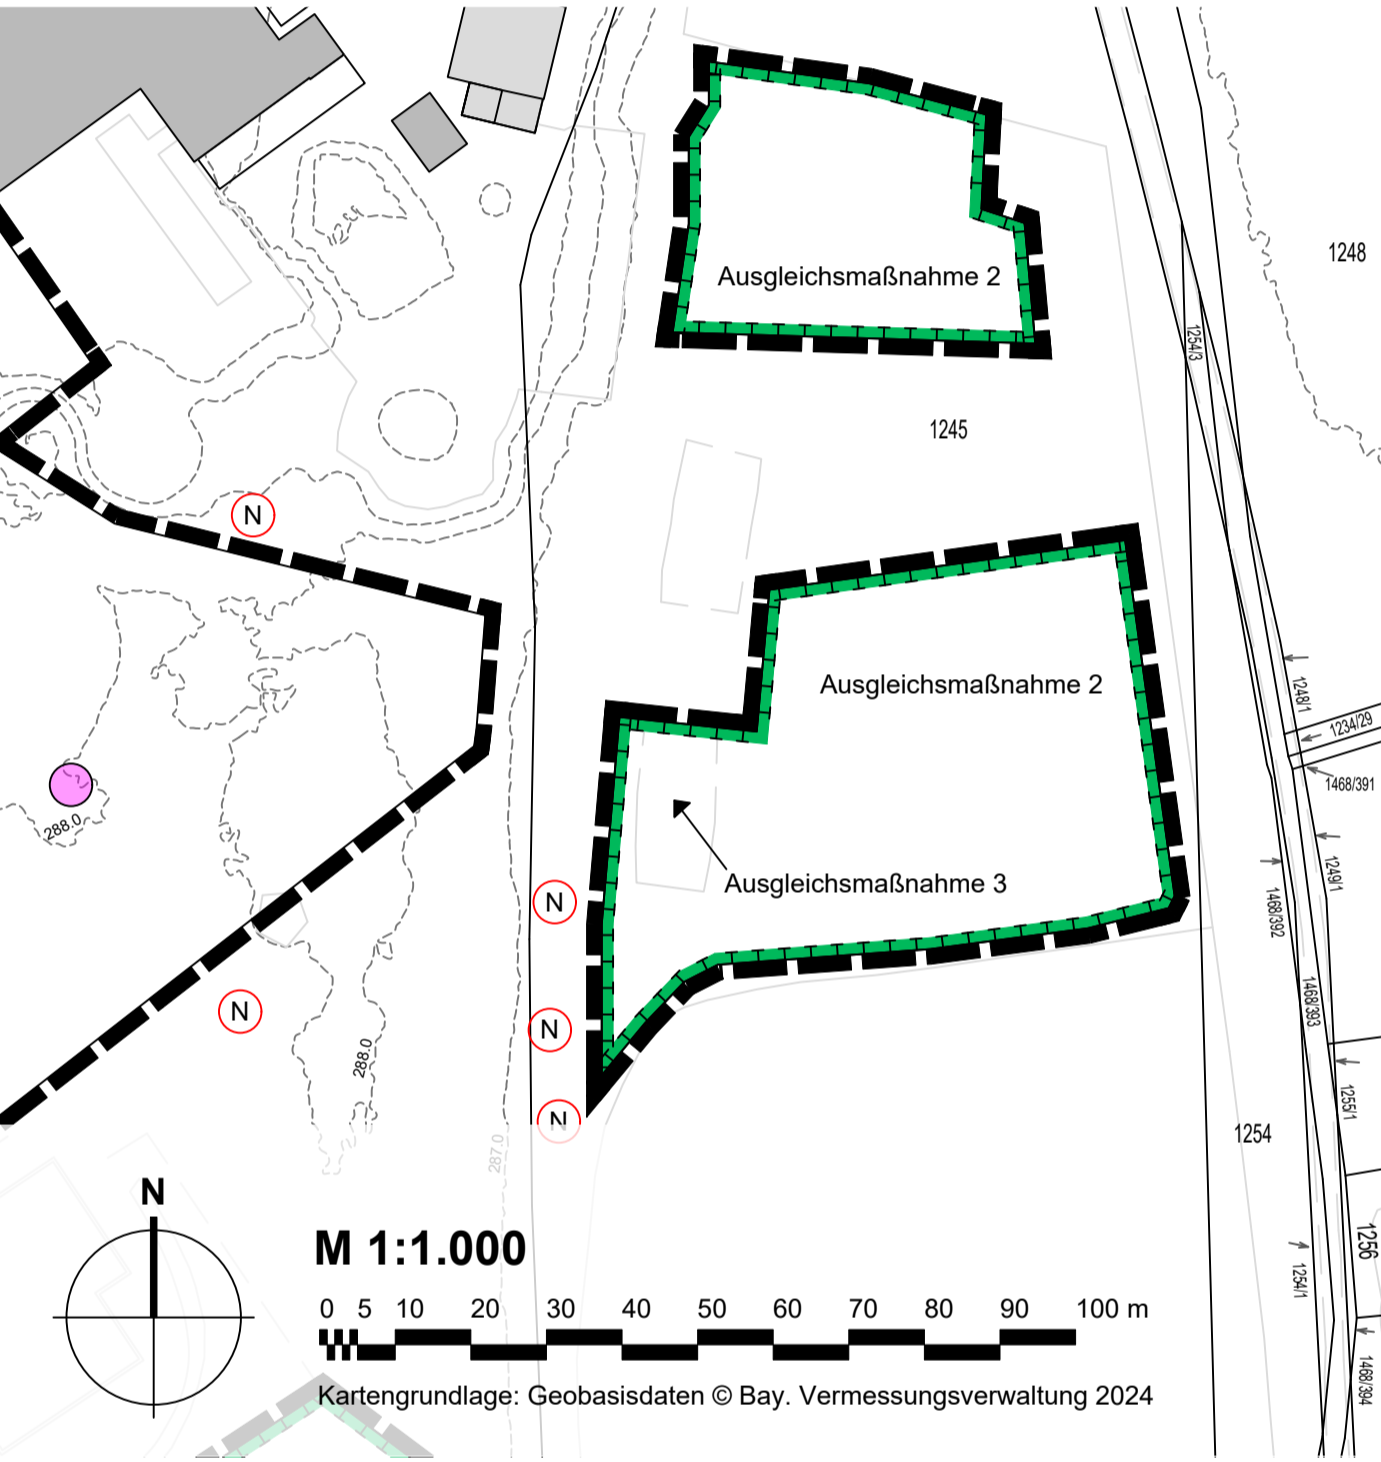 Ausgleichsmaßnahme 2
1248
1254/3
1245
N
Ausgleichsmaßnahme 2
1248/1
1234/29
1468/391
288.0
Ausgleichsmaßnahme 3
1249/1
N
1468/392
N
1468/393
N
288.0
1255/1
N
1254
287.0
N
M 1:1.000
1256
1254/1
0 5 10 20 30 40 50 60 70 80 90 100 m
1468/394
Kartengrundlage: Geobasisdaten © Bay. Vermessungsverwaltung 2024